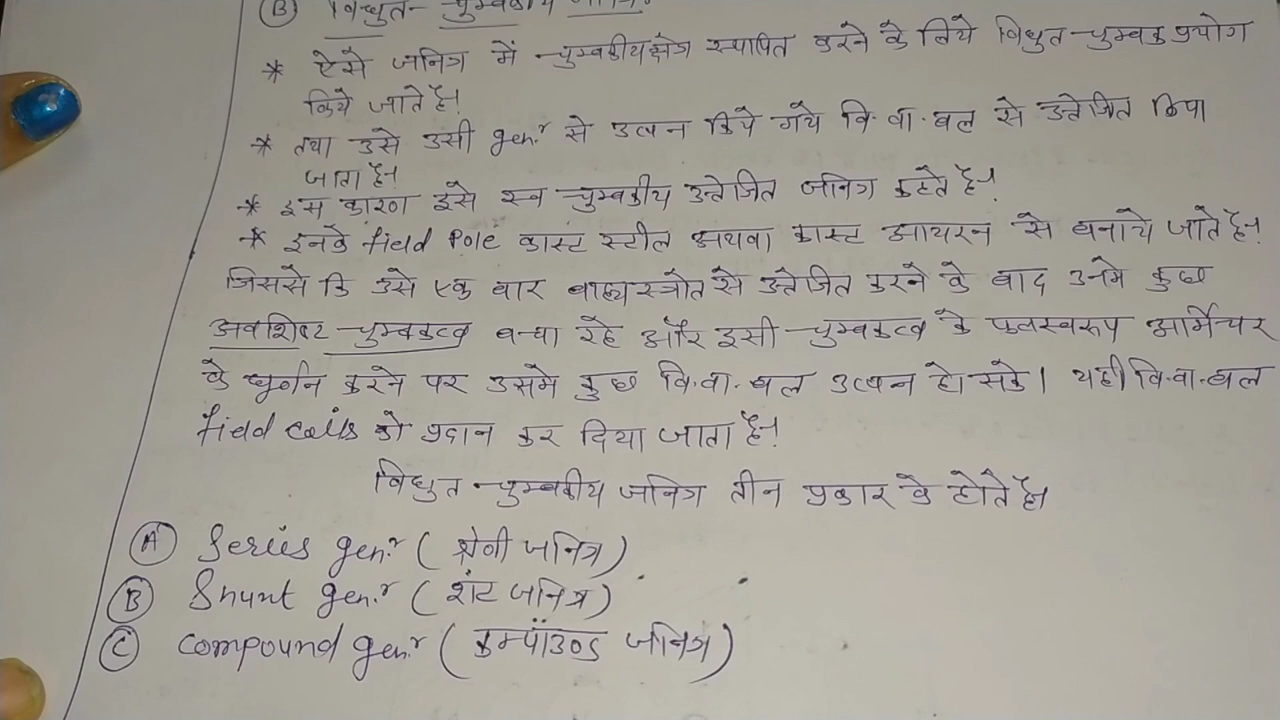 (B) विधुत - चुम्बकीय जनित्र
* ऐसे जनित्र में चुम्बकीयक्षेत्र स्थापित करने के लिये विधुत-चुम्बक प्रयोग
किये जाते है।
* तथा उसे उसी gen.r से उत्पन किये गये वि.वा.बल से उत्तेजित किया
जाता है।
* इस कारण इसे स्व चुम्बकीय उत्तेजित जनित्र कहते है।
* इनके field Pole कास्ट स्टील अथवा कास्ट आयरन से बनाये जाते है।
जिससे कि उसे एक बार बाह्यस्त्रोत से उत्तेजित करने के बाद उनमे कुछ
अवशिष्ट चुम्बकत्व बचा रहे और इसी चुम्बकत्व के फलस्वरूप आर्मेचर
के घूर्णन करने पर उसमे कुछ वि.वा.बल उत्पन हो सके। यही वि.वा.बल
field coils को प्रदान कर दिया जाता है।
विधुत चुम्बकीय जनित्र तीन प्रकार के होते है।
(A) Series gen.r (श्रेणी जनित्र)
(B) Shunt gen.r (शंट जनित्र)
(C) Compound gen.r (कम्पाउण्ड जनित्र)